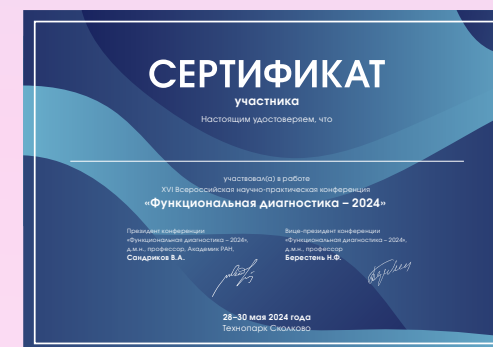 СЕРТИФИКАТ
участника
Настоящим удостоверяем, что
участвовал(а) в работе
XVI Всероссийская научно-практическая конференция
«Функциональная диагностика – 2024»
Президент конференции
«Функциональная диагностика – 2024»,
д.м.н., профессор, Академик РАН,
Сандриков В.А.
Вице-президент конференции
«Функциональная диагностика – 2024»,
д.м.н., профессор
Берестень Н.Ф.
28–30 мая 2024 года
Технопарк Сколково